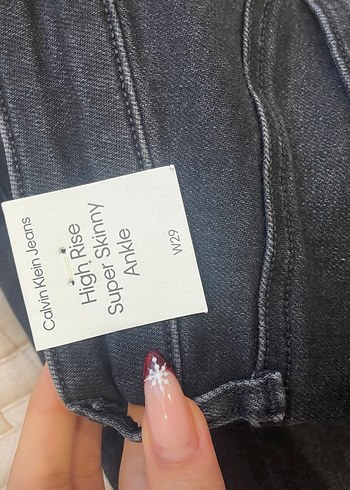 Calvin Klein Jeans
High Rise
Super Skinny
Ankle
W29